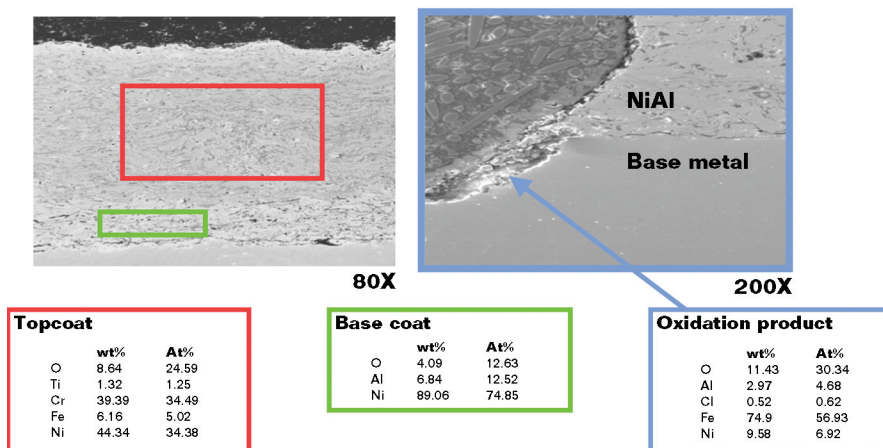 NiAl
Base metal
80X
200X
Topcoat
wt% At%
O 8.64 24.59
Ti 1.32 1.25
Cr 39.39 34.49
Fe 6.16 5.02
Ni 44.34 34.38
Base coat
wt% At%
O 4.09 12.63
Al 6.84 12.52
Ni 89.06 74.85
Oxidation product
wt% At%
O 11.43 30.34
Al 2.97 4.68
Cl 0.52 0.62
Fe 74.9 56.93
Ni 9.58 6.92